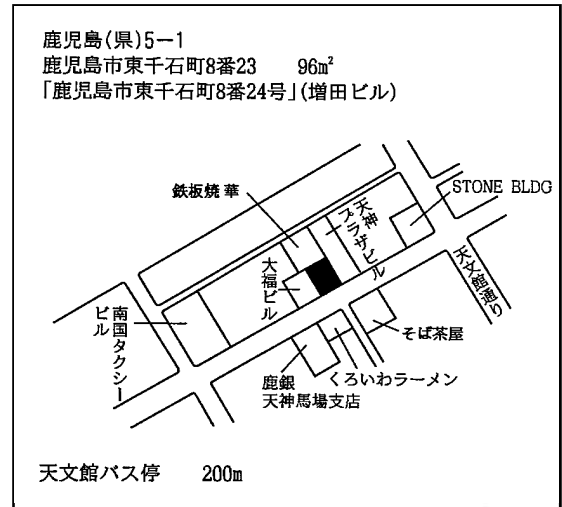 鹿児島(県)5−1
鹿児島市東千石町8番23　96m²
「鹿児島市東千石町8番24号」(増田ビル)
鉄板焼 華
天神プラザビル
STONE BLDG
大福ビル
天文館通り
南国タクシービル
そば茶屋
くろいわラーメン
鹿銀
天神馬場支店
天文館バス停　200m